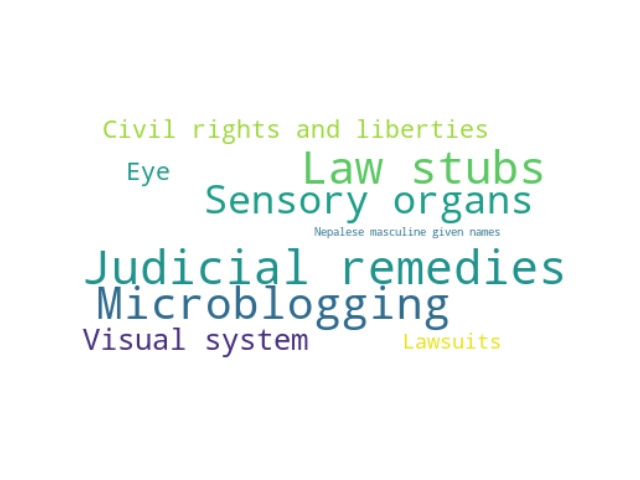 Civil rights and liberties
Eye
Law stubs
Sensory organs
Nepalese masculine given names
Judicial remedies
Microblogging
Visual system
Lawsuits